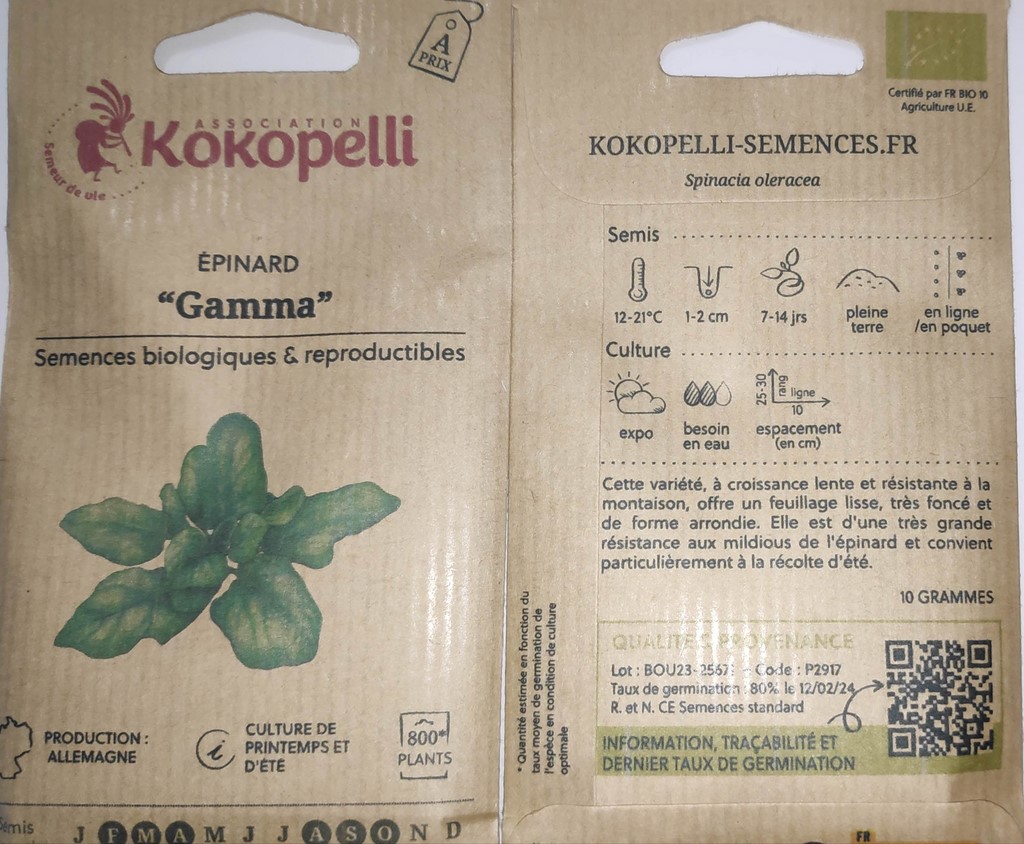 A
PRIX
ASSOCIATION
Kokopelli
Semeur de vie
ÉPINARD
“Gamma”
Semences biologiques & reproductibles
PRODUCTION :
ALLEMAGNE
CULTURE DE
PRINTEMPS ET
D'ÉTÉ
800*
PLANTS
J F M A M J J A S O N D
Certifié par FR BIO 10
Agriculture U.E.
KOKOPELLI-SEMENCES.FR
Spinacia oleracea
Semis
12-21°C
1-2 cm
7-14 jrs
pleine
terre
en ligne
/en poquet
Culture
expo
besoin
en eau
25-30
rang
ligne
10
espacement
(en cm)
Cette variété, à croissance lente et résistante à la
montaison, offre un feuillage lisse, très foncé et
de forme arrondie. Elle est d'une très grande
résistance aux mildious de l'épinard et convient
particulièrement à la récolte d'été.
10 GRAMMES
* Quantité estimée en fonction du
taux moyen de germination de
l'espèce en condition de culture
optimale
QUALITÉ & PROVENANCE
Lot : - Code : P2917
Taux de germination : 80% le 12/02/24
R. et N. CE Semences standard
INFORMATION, TRAÇABILITÉ ET
DERNIER TAUX DE GERMINATION
FR